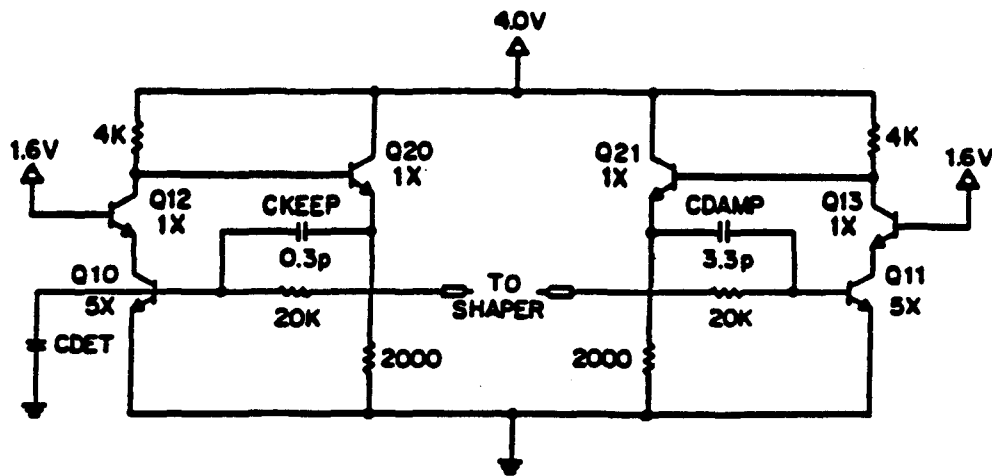 4.0V
4K
4K
1.6V
1.6V
Q20
1X
Q21
1X
Q12
1X
Q13
1X
CKEEP
0.3p
CDAMP
3.3p
Q10
5X
Q11
5X
TO
SHAPER
20K
20K
CDET
2000
2000